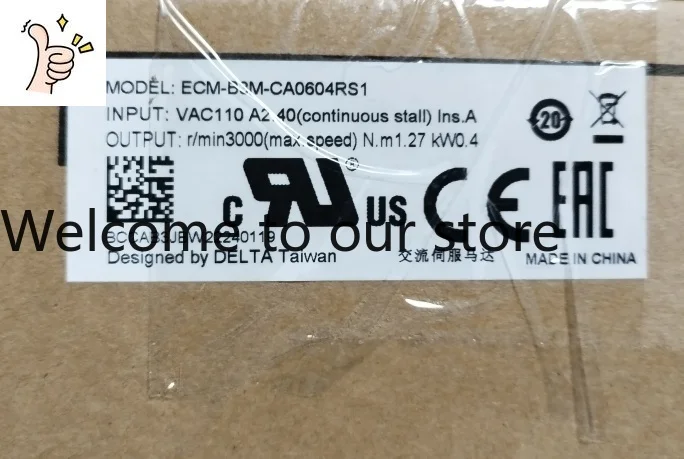 MODEL: ECM-B3M-CA0604RS1
INPUT: VAC110 A2.40(continuous stall) Ins.A
OUTPUT: r/min3000(max.speed) N.m1.27 kW0.4
20
C RU ® US CE EAC
Welcome to our store
Designed by DELTA Taiwan
交流伺服马达
MADE IN CHINA